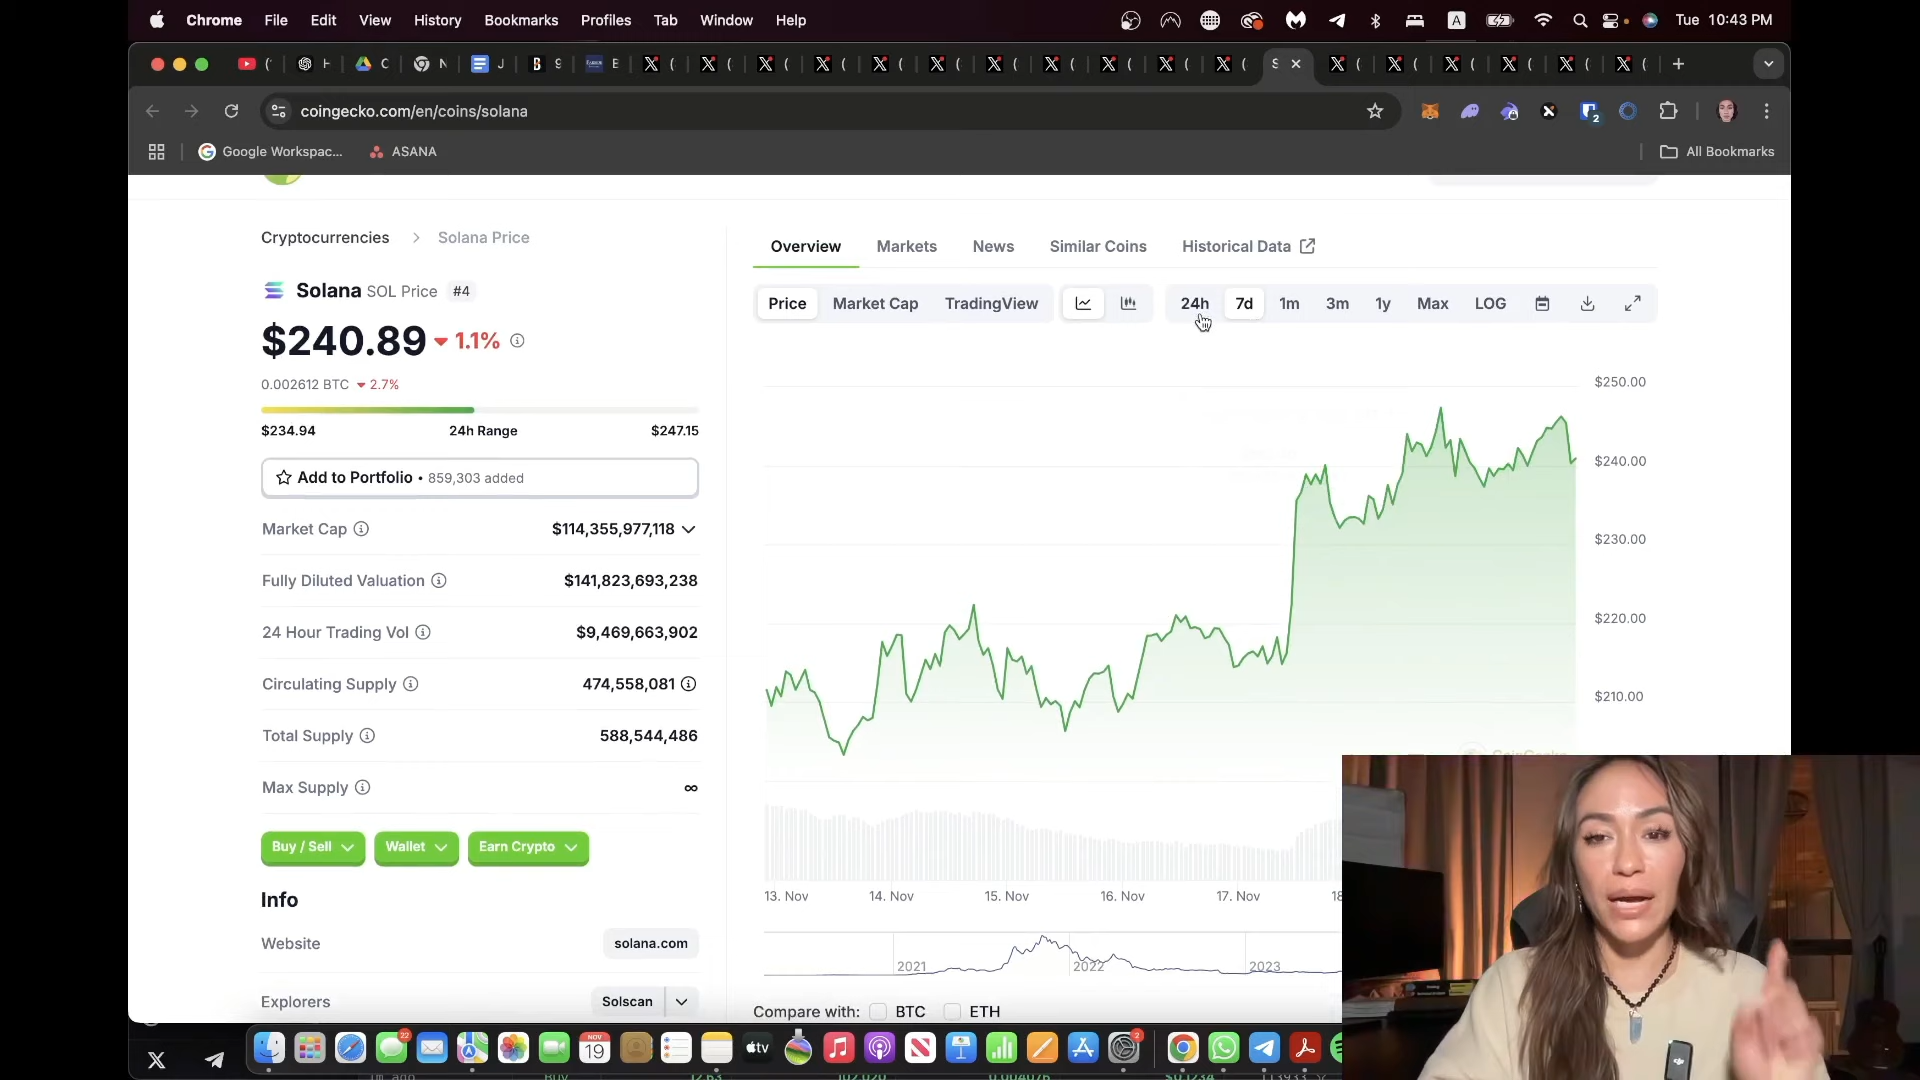 Chrome File Edit View History Bookmarks Profiles Tab Window Help A Tue 10:43 PM
coingecko.com/en/coins/solana 2
Google Workspac... ASANA All Bookmarks
Cryptocurrencies > Solana Price
Overview Markets News Similar Coins Historical Data
Solana SOL Price #4
Price Market Cap TradingView 24h 7d 1m 3m 1y Max LOG
$240.89 1.1%
0.002612 BTC 2.7%
$234.94 24h Range $247.15
Add to Portfolio • 859,303 added
Market Cap $114,355,977,118
Fully Diluted Valuation $141,823,693,238
24 Hour Trading Vol $9,469,663,902
Circulating Supply 474,558,081
Total Supply 588,544,486
Max Supply ∞
Buy / Sell Wallet Earn Crypto
Info
Website solana.com
Explorers Solscan
$250.00
$240.00
$230.00
$220.00
$210.00
13. Nov 14. Nov 15. Nov 16. Nov 17. Nov 18
2021 2022 2023
Compare with: BTC ETH
22 NOV 19 tv 2